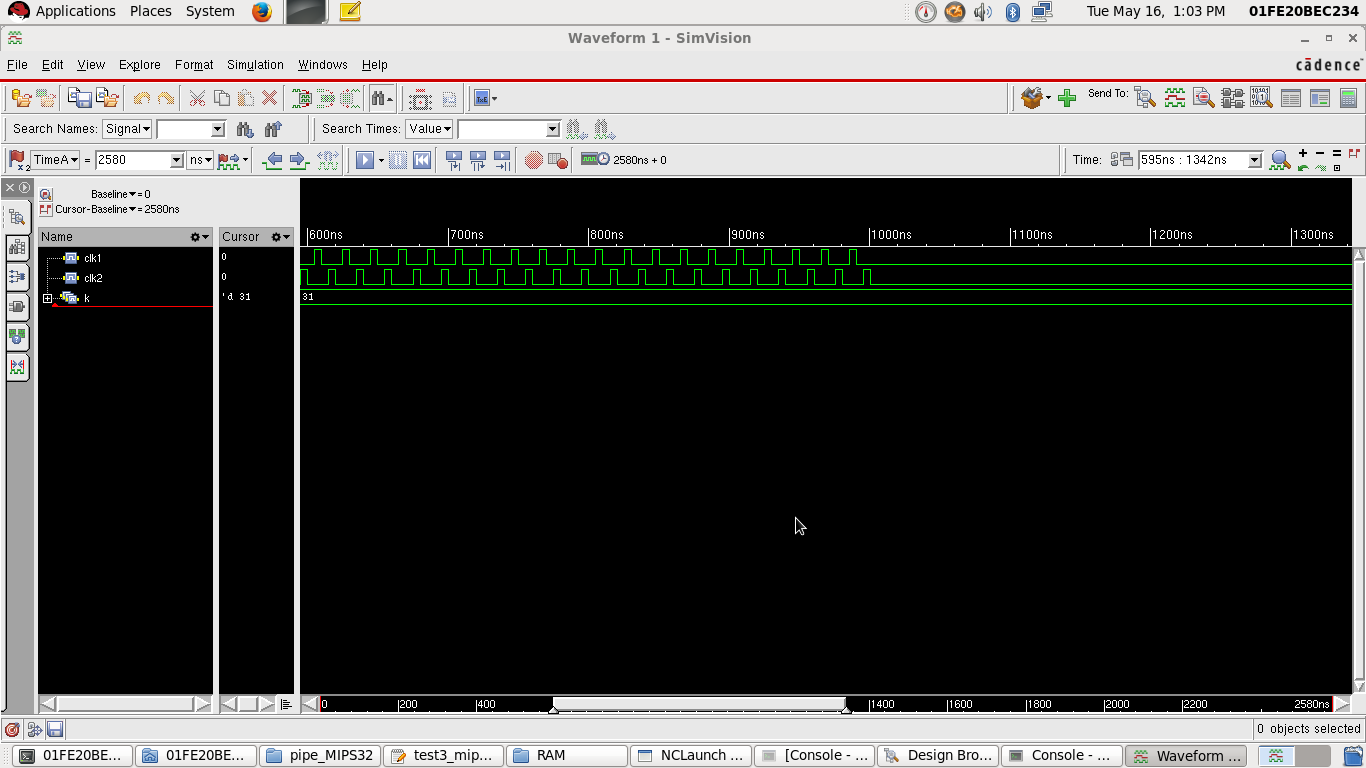 Applications Places System Tue May 16, 1:03 PM 01FE20BEC234
Waveform 1 - SimVision
File Edit View Explore Format Simulation Windows Help cādence
Send To:
Search Names: Signal Search Times: Value
TimeA = 2580 ns 2580ns + 0 Time: 595ns : 1342ns
Baseline = 0
Cursor-Baseline = 2580ns
Name Cursor 600ns 700ns 800ns 900ns 1000ns 1100ns 1200ns 1300ns
clk1 0
clk2 0
k 'd 31 31
0 200 400 1400 1600 1800 2000 2200 2580ns
0 objects selected
01FE20BE... 01FE20BE... pipe_MIPS32 test3_mip... RAM NCLaunch ... [Console - ... Design Bro... Console - ... Waveform ...